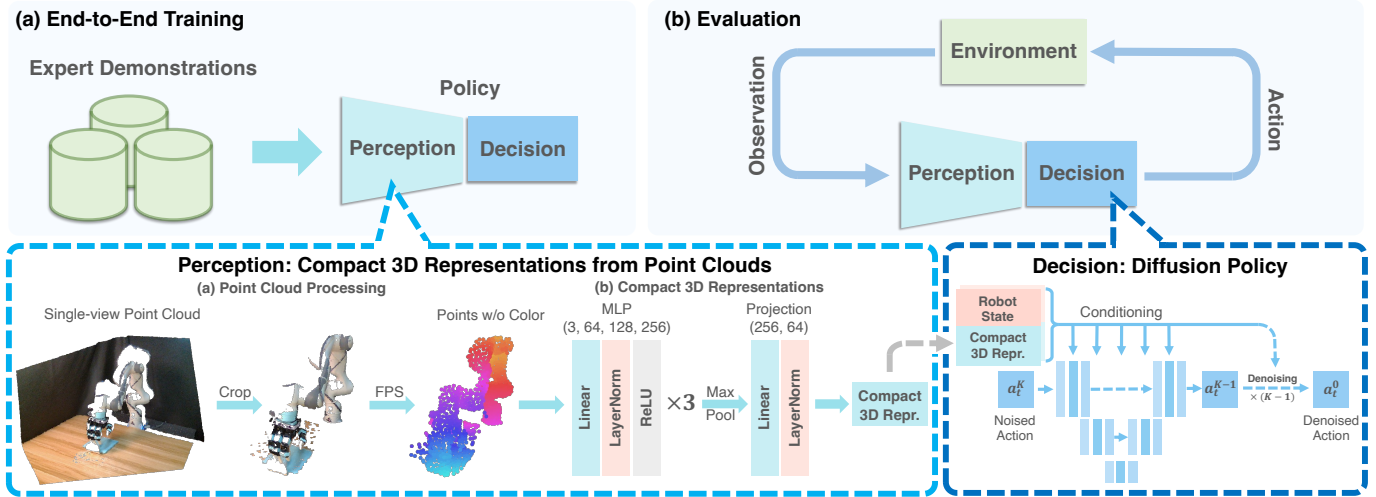 (a) End-to-End Training
Expert Demonstrations
Policy
Perception
Decision
(b) Evaluation
Environment
Observation
Action
Perception
Decision
Perception: Compact 3D Representations from Point Clouds
(a) Point Cloud Processing
(b) Compact 3D Representations
Single-view Point Cloud
Crop
FPS
Points w/o Color
MLP
(3, 64, 128, 256)
Linear
LayerNorm
ReLU
×3
Max
Pool
Projection
(256, 64)
Linear
LayerNorm
Compact
3D Repr.
Decision: Diffusion Policy
Robot
State
Compact
3D Repr.
Conditioning
a_t^K
a_t^{K-1}
Denoising
× (K − 1)
a_t^0
Noised
Action
Denoised
Action